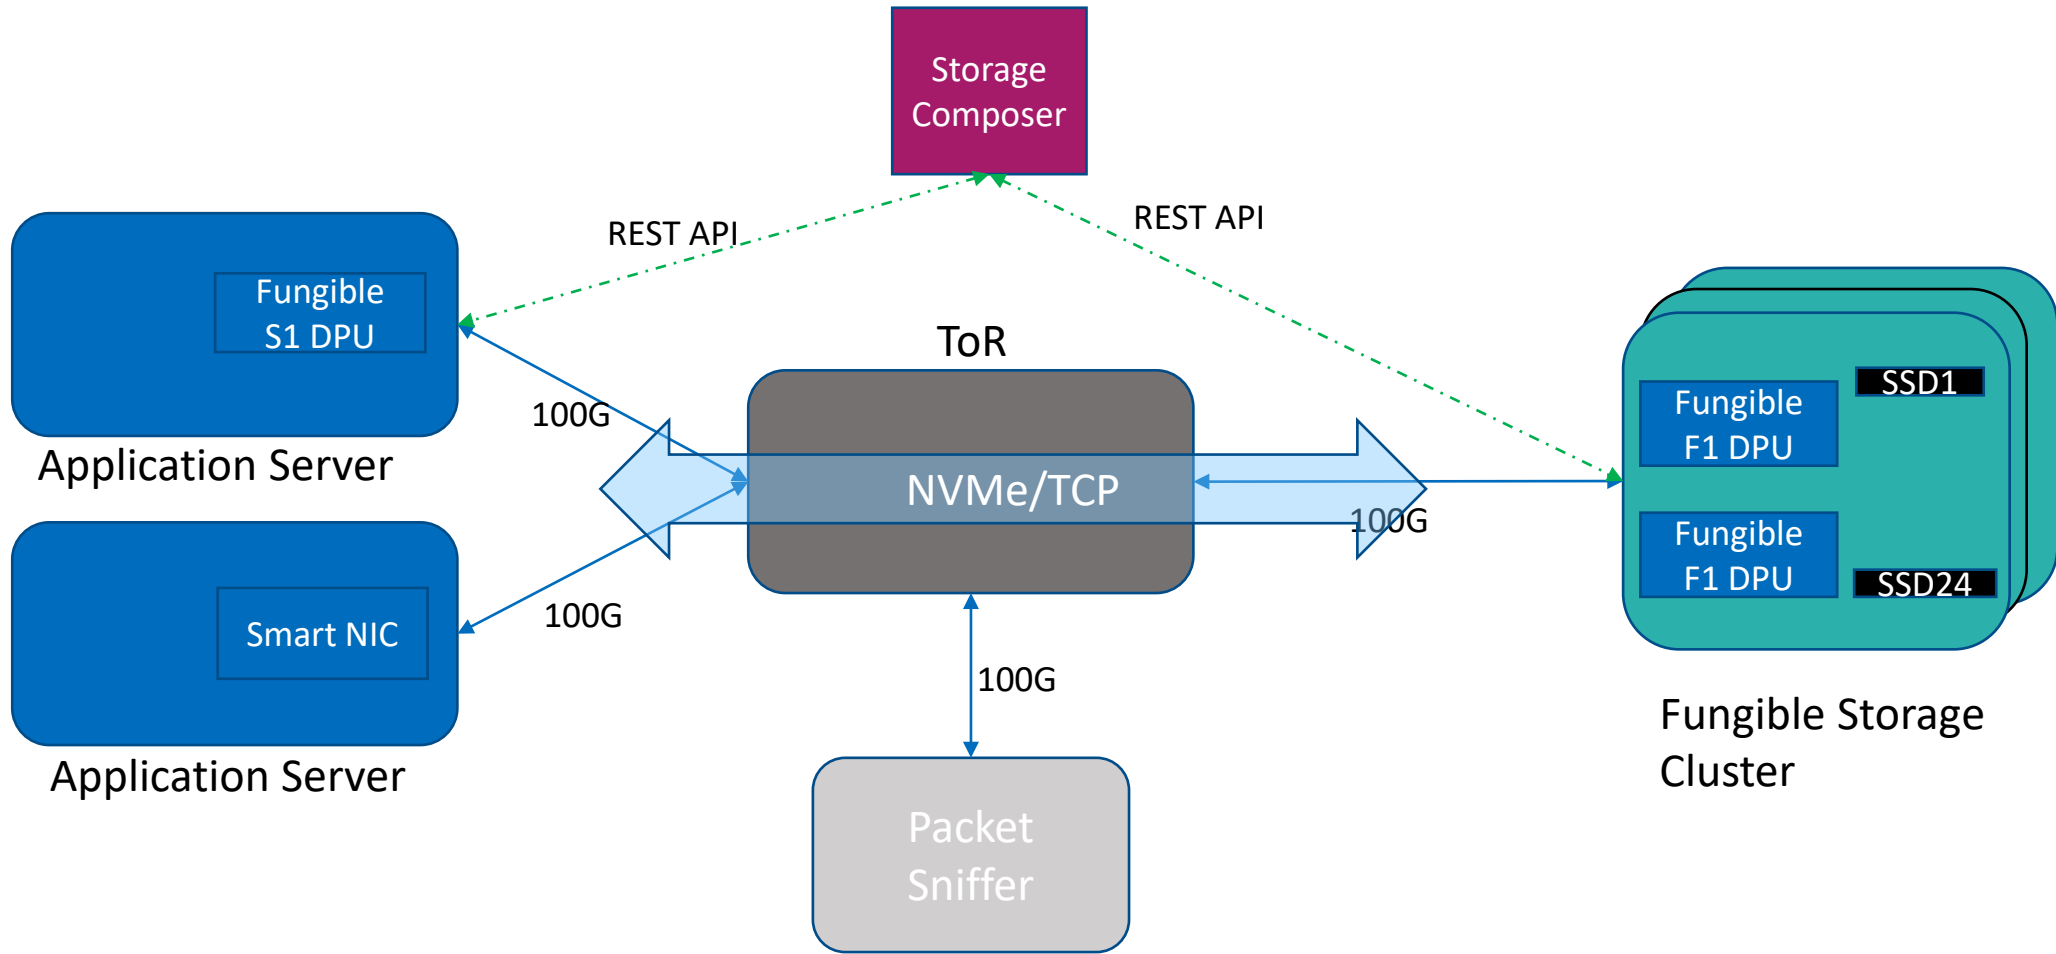 Storage
Composer
REST API
REST API
Fungible
S1 DPU
Application Server
ToR
100G
NVMe/TCP
100G
Fungible
F1 DPU
SSD1
Fungible
F1 DPU
SSD24
Smart NIC
100G
Application Server
100G
Packet
Sniffer
Fungible Storage
Cluster